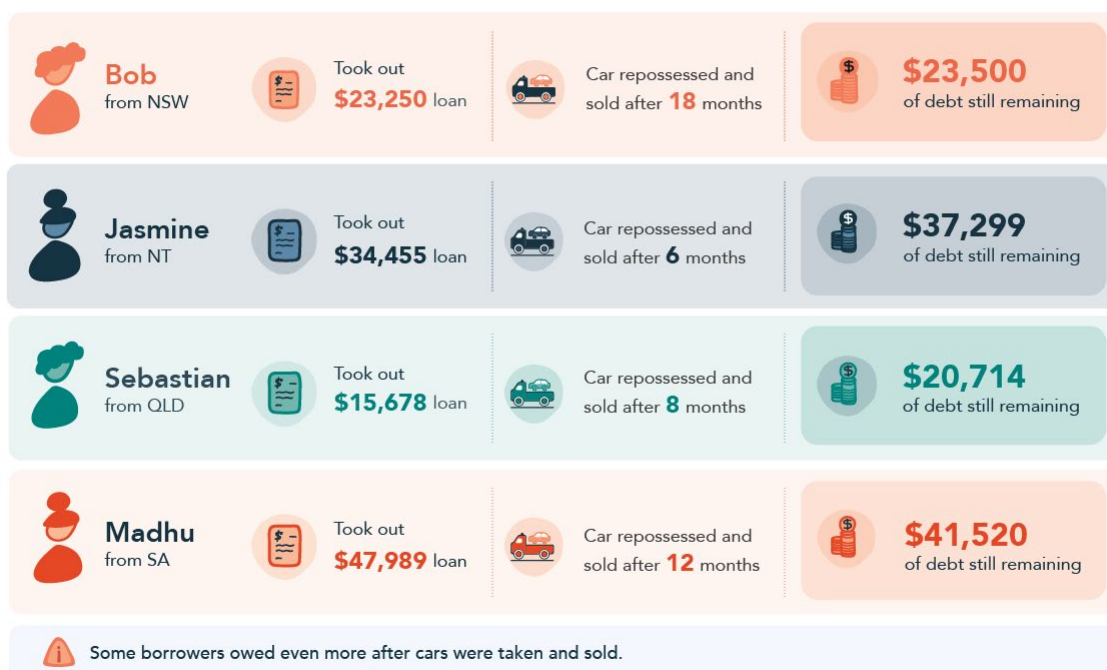 Bob
from NSW
Took out
$23,250 loan
Car repossessed and
sold after 18 months
$23,500
of debt still remaining
Jasmine
from NT
Took out
$34,455 loan
Car repossessed and
sold after 6 months
$37,299
of debt still remaining
Sebastian
from QLD
Took out
$15,678 loan
Car repossessed and
sold after 8 months
$20,714
of debt still remaining
Madhu
from SA
Took out
$47,989 loan
Car repossessed and
sold after 12 months
$41,520
of debt still remaining
Some borrowers owed even more after cars were taken and sold.